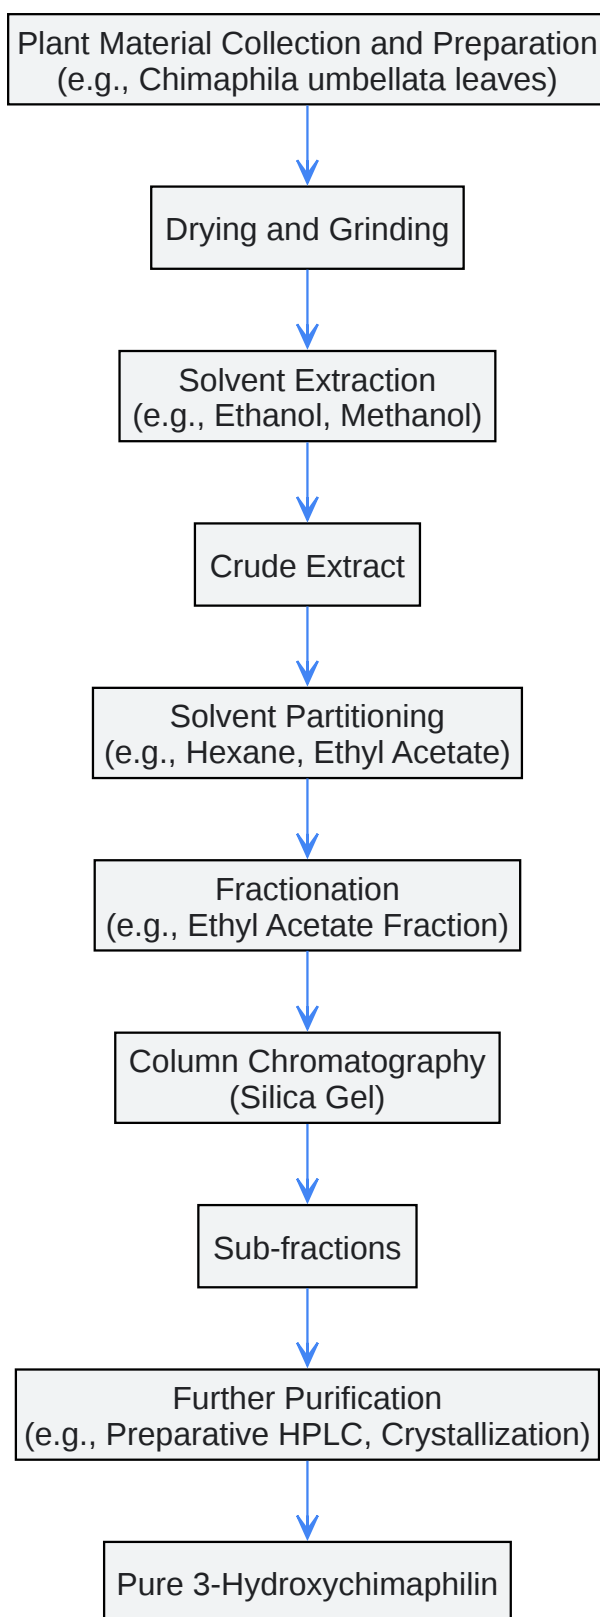 Plant Material Collection and Preparation
(e.g., Chimaphila umbellata leaves)
Drying and Grinding
Solvent Extraction
(e.g., Ethanol, Methanol)
Crude Extract
Solvent Partitioning
(e.g., Hexane, Ethyl Acetate)
Fractionation
(e.g., Ethyl Acetate Fraction)
Column Chromatography
(Silica Gel)
Sub-fractions
Further Purification
(e.g., Preparative HPLC, Crystallization)
Pure 3-Hydroxychimaphilin